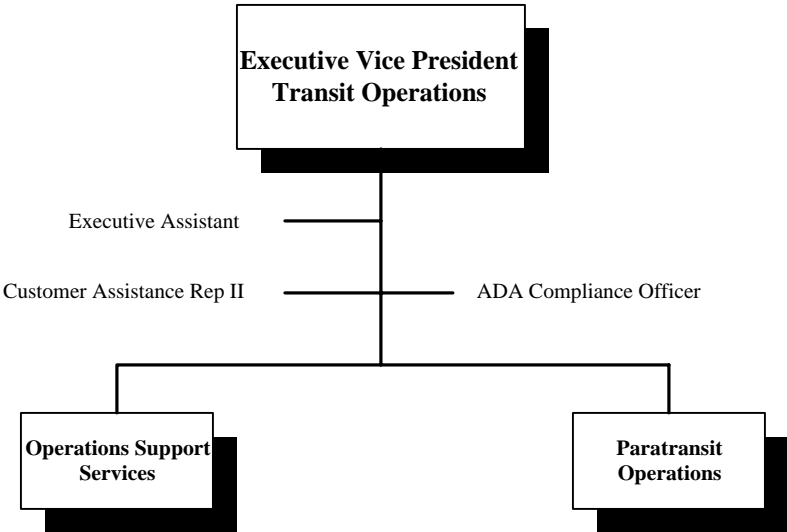 Executive Vice President
Transit Operations
Executive Assistant
Customer Assistance Rep II
ADA Compliance Officer
Operations Support
Services
Paratransit
Operations